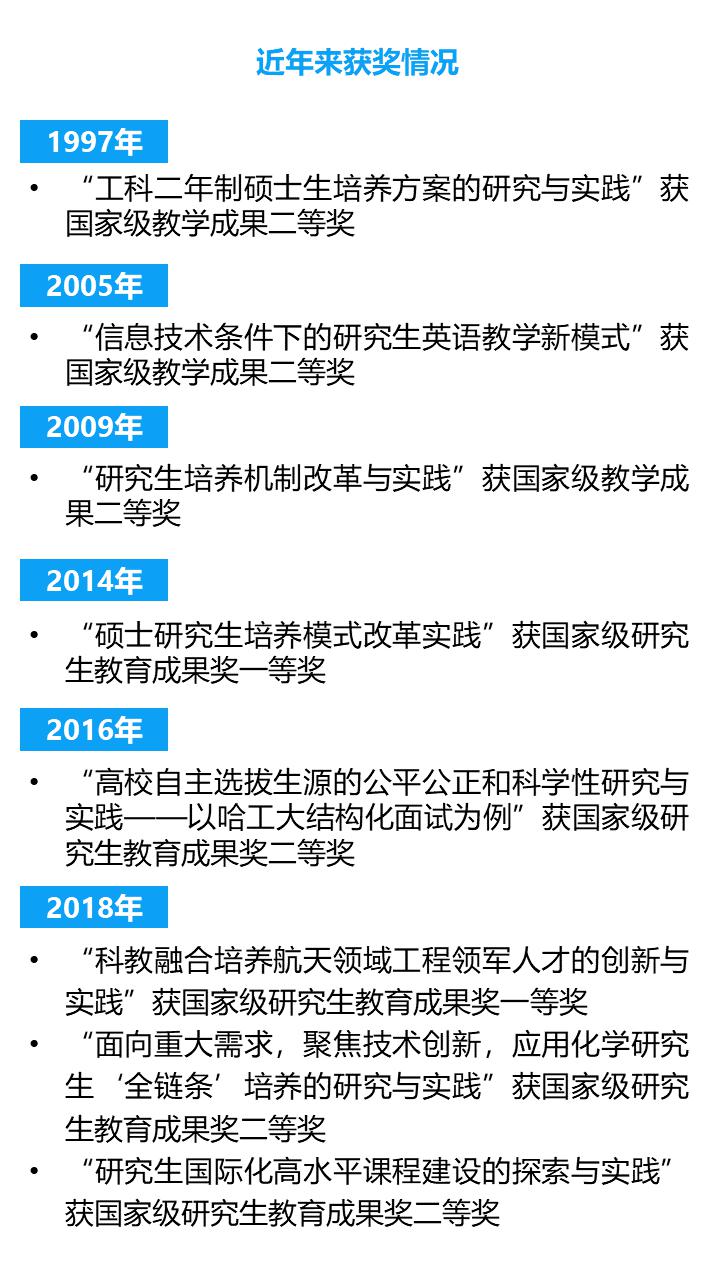 近年来获奖情况
1997年
• “工科二年制硕士生培养方案的研究与实践”获
国家级教学成果二等奖
2005年
• “信息技术条件下的研究生英语教学新模式”获
国家级教学成果二等奖
2009年
• “研究生培养机制改革与实践”获国家级教学成
果二等奖
2014年
• “硕士研究生培养模式改革实践”获国家级研究
生教育成果奖一等奖
2016年
• “高校自主选拔生源的公平公正和科学性研究与
实践——以哈工大结构化面试为例”获国家级研
究生教育成果奖二等奖
2018年
• “科教融合培养航天领域工程领军人才的创新与
实践”获国家级研究生教育成果奖一等奖
• “面向重大需求，聚焦技术创新，应用化学研究
生‘全链条’培养的研究与实践”获国家级研究
生教育成果奖二等奖
• “研究生国际化高水平课程建设的探索与实践”
获国家级研究生教育成果奖二等奖